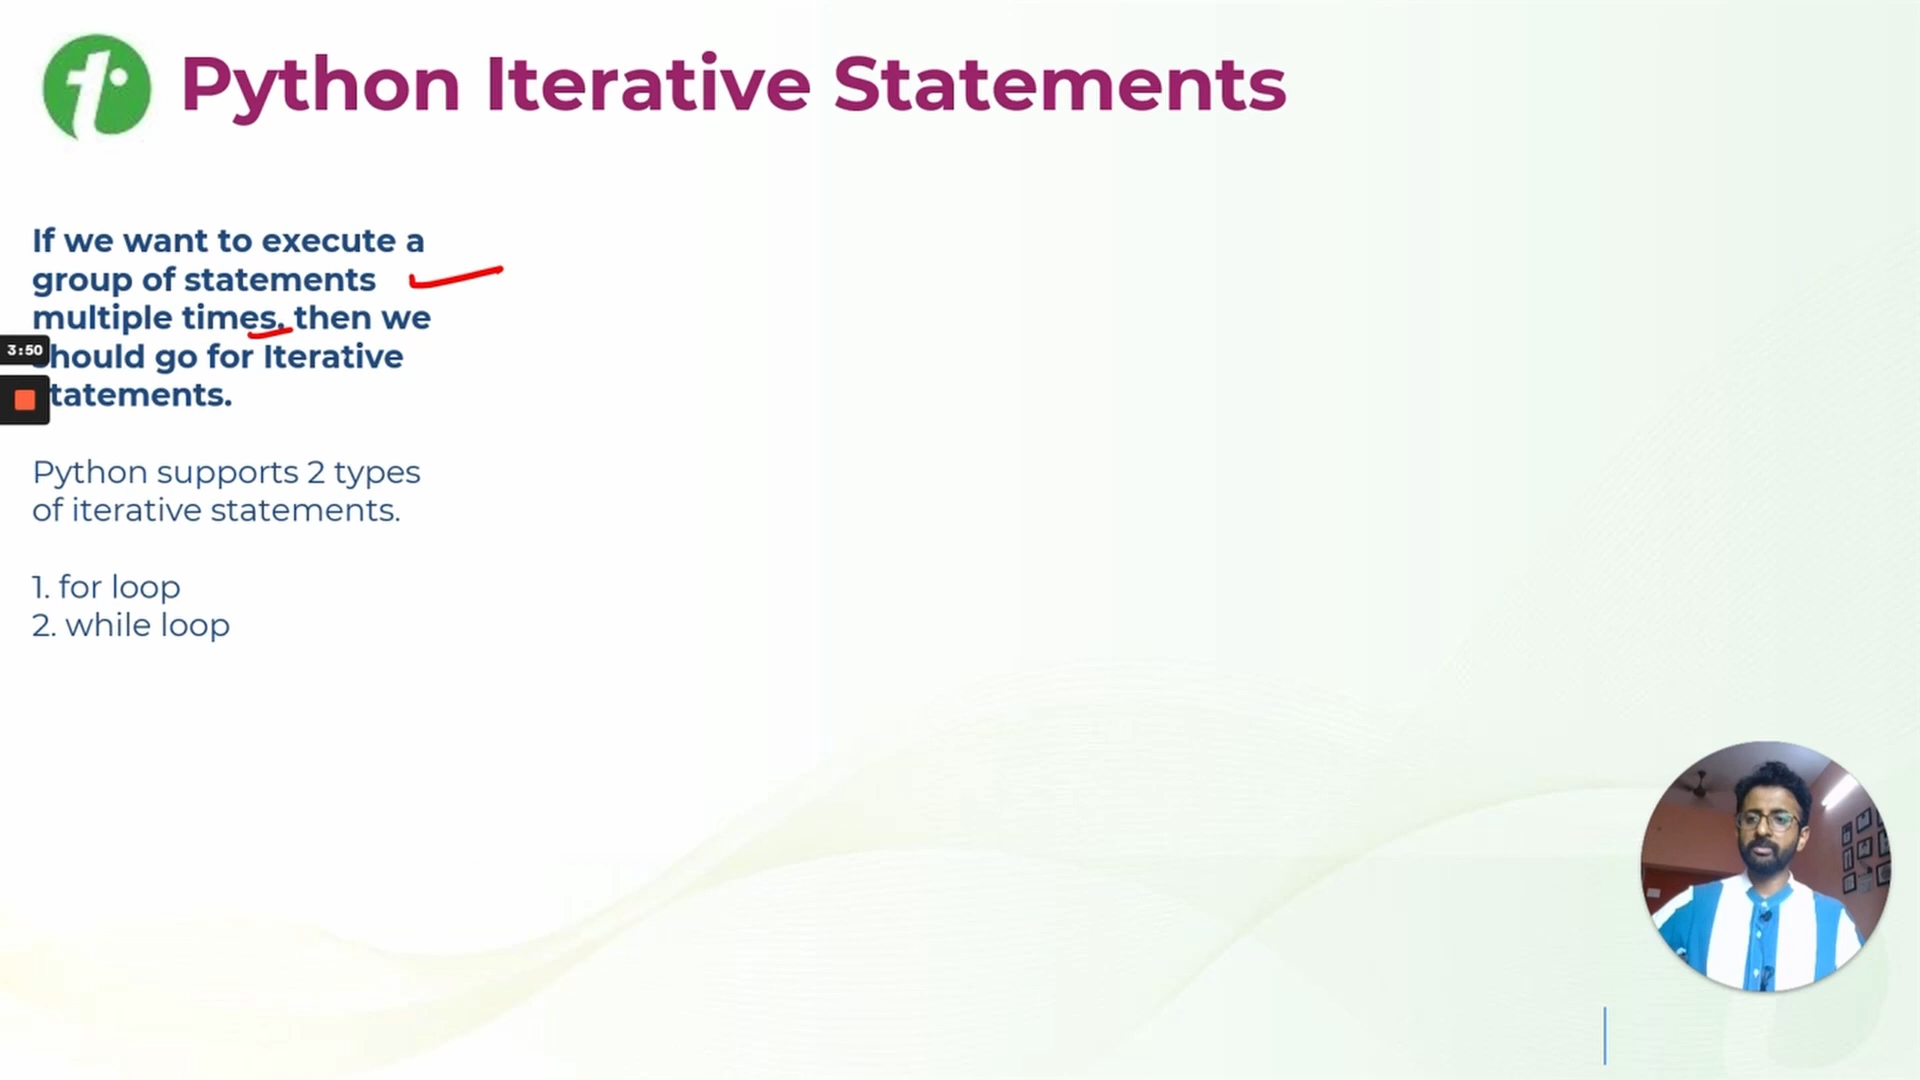 Python Iterative Statements
If we want to execute a
group of statements
multiple times, then we
should go for Iterative
statements.
3:50
Python supports 2 types
of iterative statements.
1. for loop
2. while loop